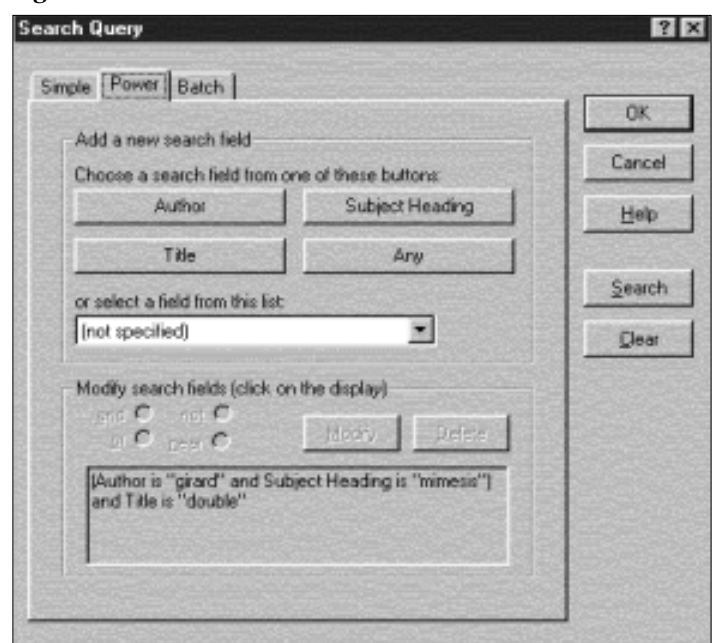 Search Query
Simple Power Batch
OK
Cancel
Help
Search
Clear
Add a new search field
Choose a search field from one of these buttons:
Author Subject Heading
Title Any
or select a field from this list:
(not specified)
Modify search fields (click on the display)
and not
or near
Modify Delete
(Author is "girard" and Subject Heading is "mimesis")
and Title is "double"